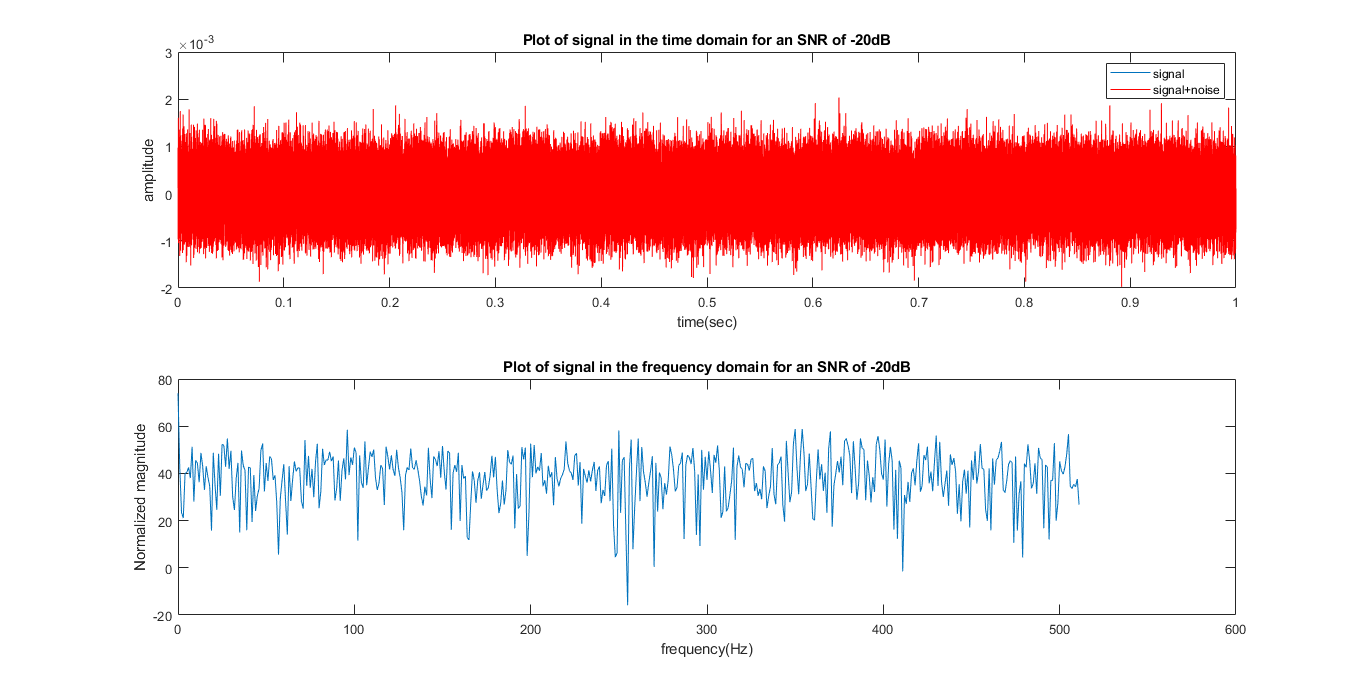 Plot of signal in the time domain for an SNR of -20dB
×10-3
3
2
1
0
-1
-2
amplitude
signal
signal+noise
0 0.1 0.2 0.3 0.4 0.5 0.6 0.7 0.8 0.9 1
time(sec)
Plot of signal in the frequency domain for an SNR of -20dB
80
60
40
20
0
-20
Normalized magnitude
0 100 200 300 400 500 600
frequency(Hz)